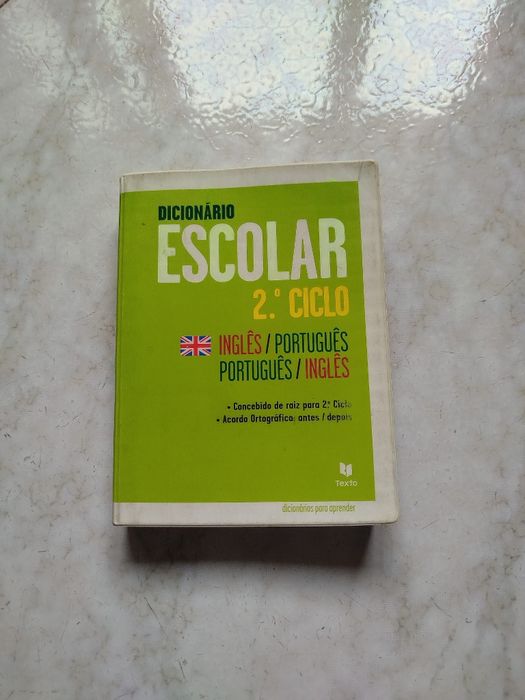 DICIONÁRIO
ESCOLAR
2.º CICLO
INGLÊS / PORTUGUÊS
PORTUGUÊS / INGLÊS
• Concebido de raiz para 2.º Ciclo
• Acordo Ortográfico: antes / depois
Texto
dicionários para aprender